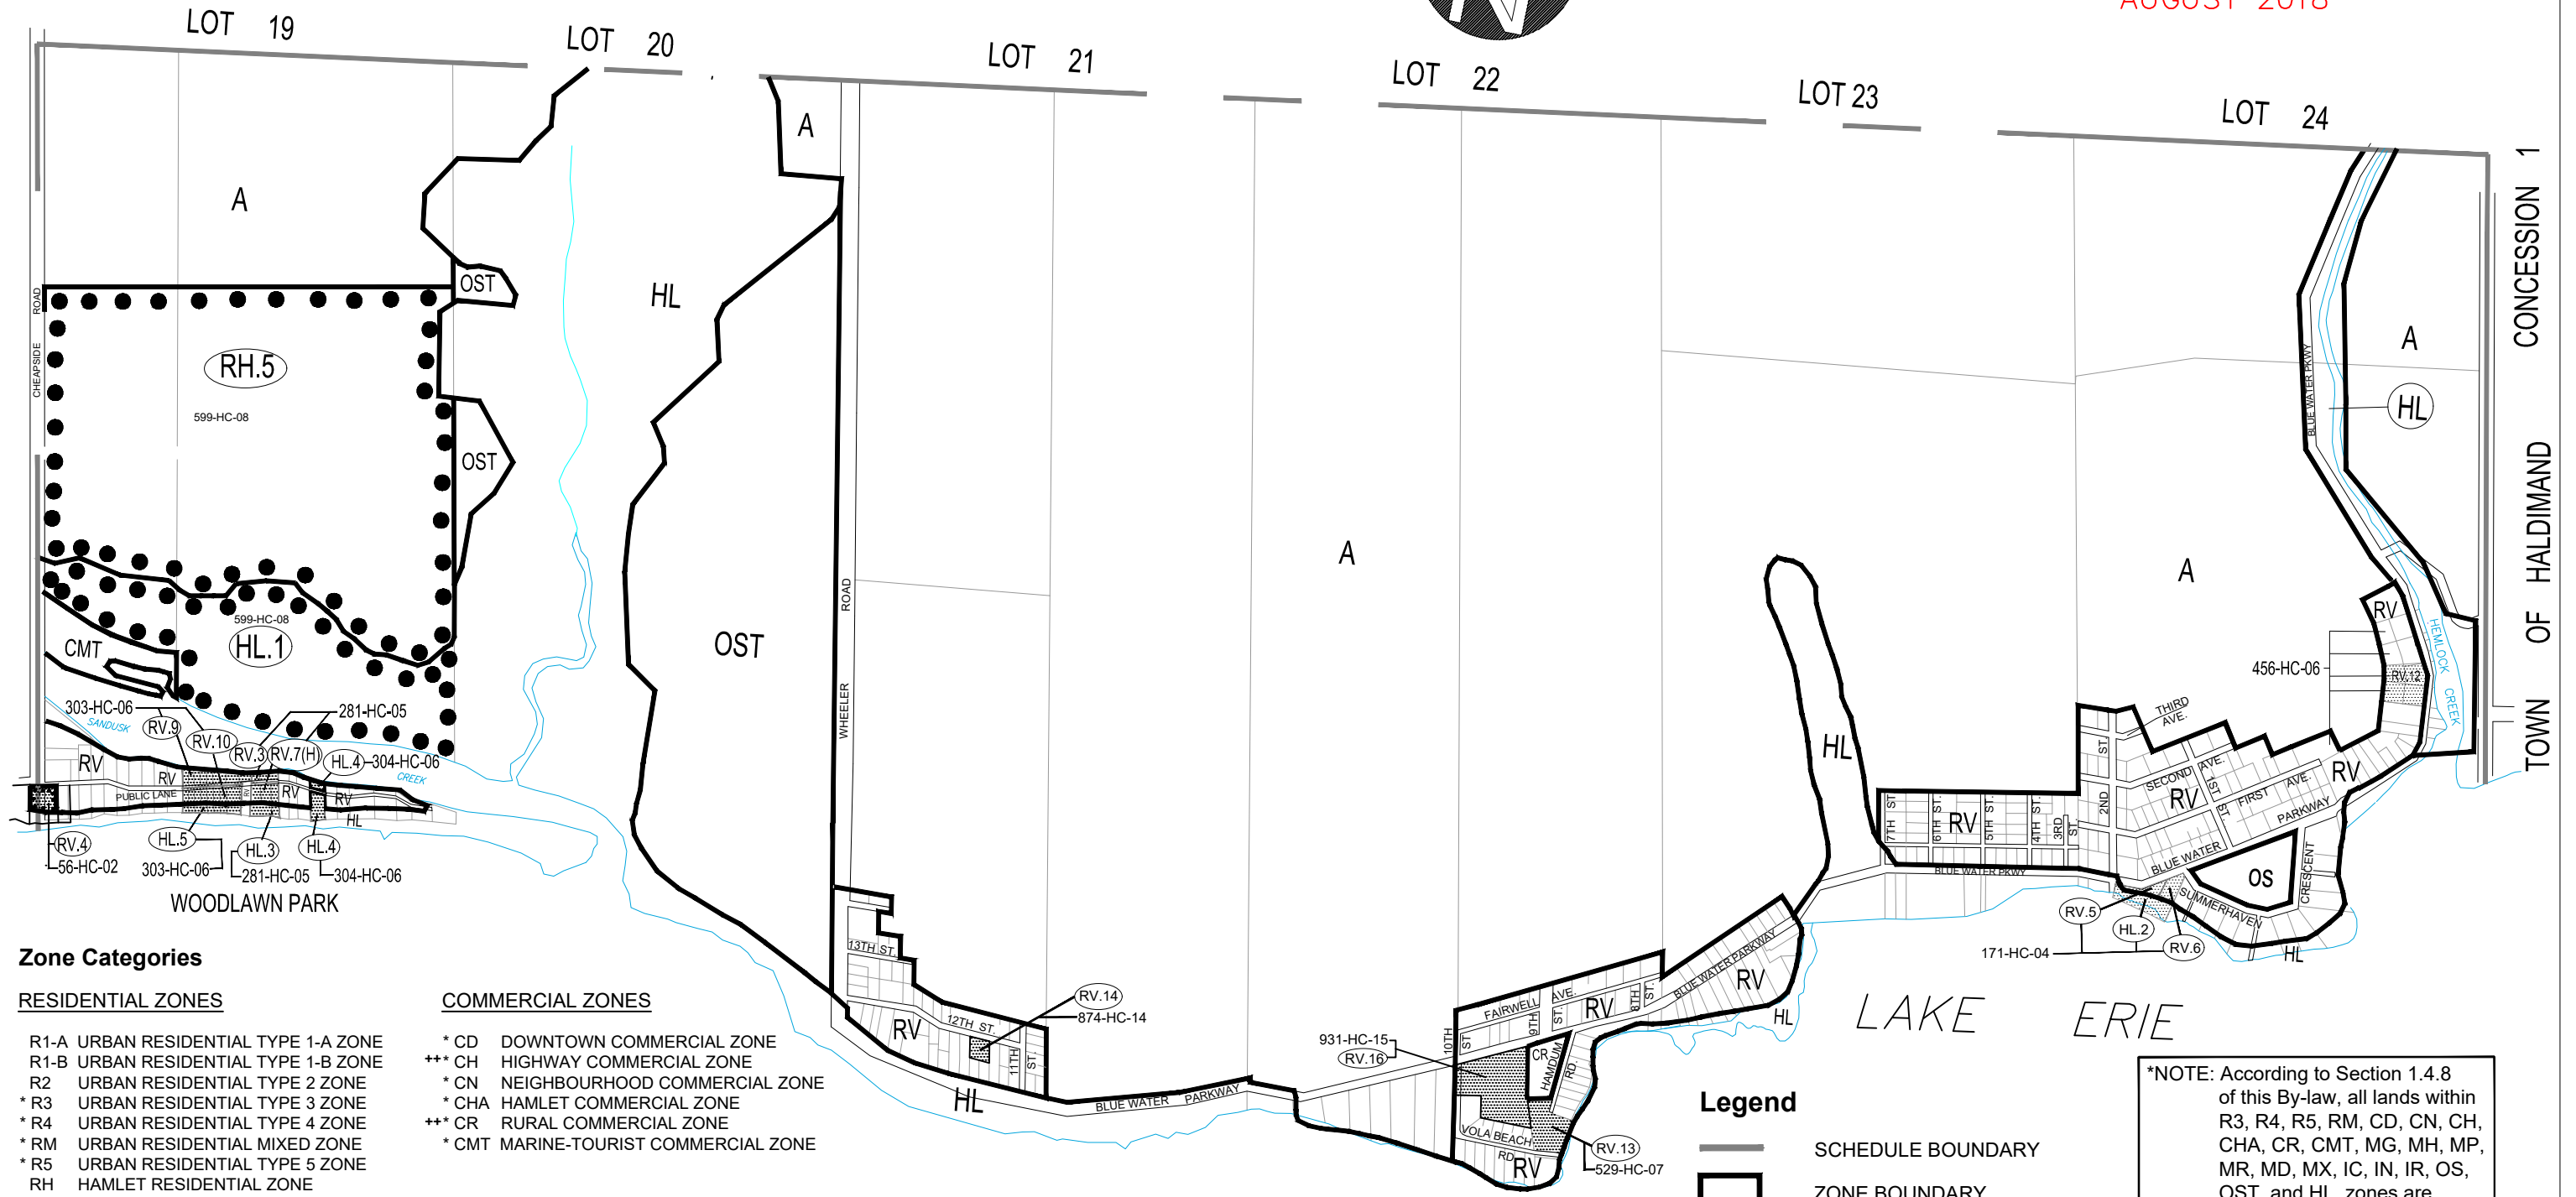 AUGUST 2018
LOT 19
LOT 20
LOT 21
LOT 22
LOT 23
LOT 24
CONCESSION 1
TOWN OF HALDIMAND
A
A
A
A
A
HL
HL
HL
OST
OST
OST
CHEAPSIDE ROAD
RH.5
599-HC-08
599-HC-08
HL.1
CMT
SANDUSK
CREEK
303-HC-06
RV.9
RV.10
RV.3
RV.7(H)
281-HC-05
HL.4
304-HC-06
RV
RV
PUBLIC LANE
RV
RV
RV
HL
RV.4
56-HC-02
HL.5
303-HC-06
HL.3
281-HC-05
HL.4
304-HC-06
WOODLAWN PARK
WHEELER ROAD
13TH ST.
12TH ST.
11TH ST.
RV
RV.14
874-HC-14
HL
BLUE WATER PARKWAY
931-HC-15
RV.16
10TH ST.
FAIRWELL AVE.
9TH ST.
8TH ST.
RV
CR
HAMIDUM RD.
VOLA BEACH RD.
RV
RV.13
529-HC-07
BLUE WATER PARKWAY
RV
HL
7TH ST
6TH ST.
5TH ST.
4TH ST.
3RD ST.
RV
BLUE WATER PKWY
2ND ST.
THIRD AVE.
SECOND AVE.
1ST ST
FIRST AVE.
RV
RV
BLUE WATER PARKWAY
OS
CRESCENT
SUMMERHAVEN
HL
RV.5
HL.2
RV.6
171-HC-04
BLUE WATER PKWY
RV
RV.12
456-HC-06
HEMLOCK CREEK
LAKE ERIE
Zone Categories
RESIDENTIAL ZONES
R1-A URBAN RESIDENTIAL TYPE 1-A ZONE
R1-B URBAN RESIDENTIAL TYPE 1-B ZONE
R2 URBAN RESIDENTIAL TYPE 2 ZONE
* R3 URBAN RESIDENTIAL TYPE 3 ZONE
* R4 URBAN RESIDENTIAL TYPE 4 ZONE
* RM URBAN RESIDENTIAL MIXED ZONE
* R5 URBAN RESIDENTIAL TYPE 5 ZONE
RH HAMLET RESIDENTIAL ZONE
COMMERCIAL ZONES
* CD DOWNTOWN COMMERCIAL ZONE
++* CH HIGHWAY COMMERCIAL ZONE
* CN NEIGHBOURHOOD COMMERCIAL ZONE
* CHA HAMLET COMMERCIAL ZONE
++* CR RURAL COMMERCIAL ZONE
* CMT MARINE-TOURIST COMMERCIAL ZONE
Legend
SCHEDULE BOUNDARY
ZONE BOUNDARY
*NOTE: According to Section 1.4.8
of this By-law, all lands within
R3, R4, R5, RM, CD, CN, CH,
CHA, CR, CMT, MG, MH, MP,
MR, MD, MX, IC, IN, IR, OS,
OST, and HL, zones are